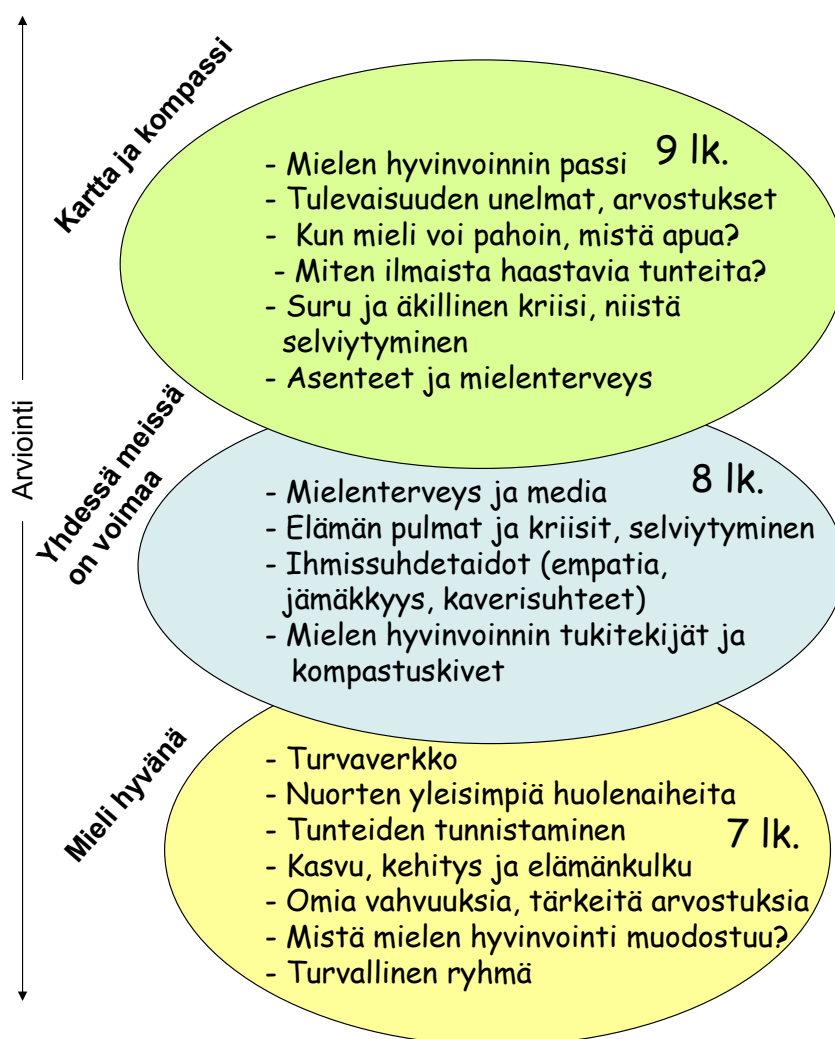 Kartta ja kompassi
9 lk.
- Mielen hyvinvoinnin passi
- Tulevaisuuden unelmat, arvostukset
- Kun mieli voi pahoin, mistä apua?
- Miten ilmaista haastavia tunteita?
- Suru ja äkillinen kriisi, niistä
selviytyminen
- Asenteet ja mielenterveys
Arviointi
Yhdessä meissä
on voimaa
8 lk.
- Mielenterveys ja media
- Elämän pulmat ja kriisit, selviytyminen
- Ihmissuhdetaidot (empatia,
jämäkkyys, kaverisuhteet)
- Mielen hyvinvoinnin tukitekijät ja
kompastuskivet
Mieli hyvänä
- Turvaverkko
- Nuorten yleisimpiä huolenaiheita
- Tunteiden tunnistaminen
7 lk.
- Kasvu, kehitys ja elämänkulku
- Omia vahvuuksia, tärkeitä arvostuksia
- Mistä mielen hyvinvointi muodostuu?
- Turvallinen ryhmä